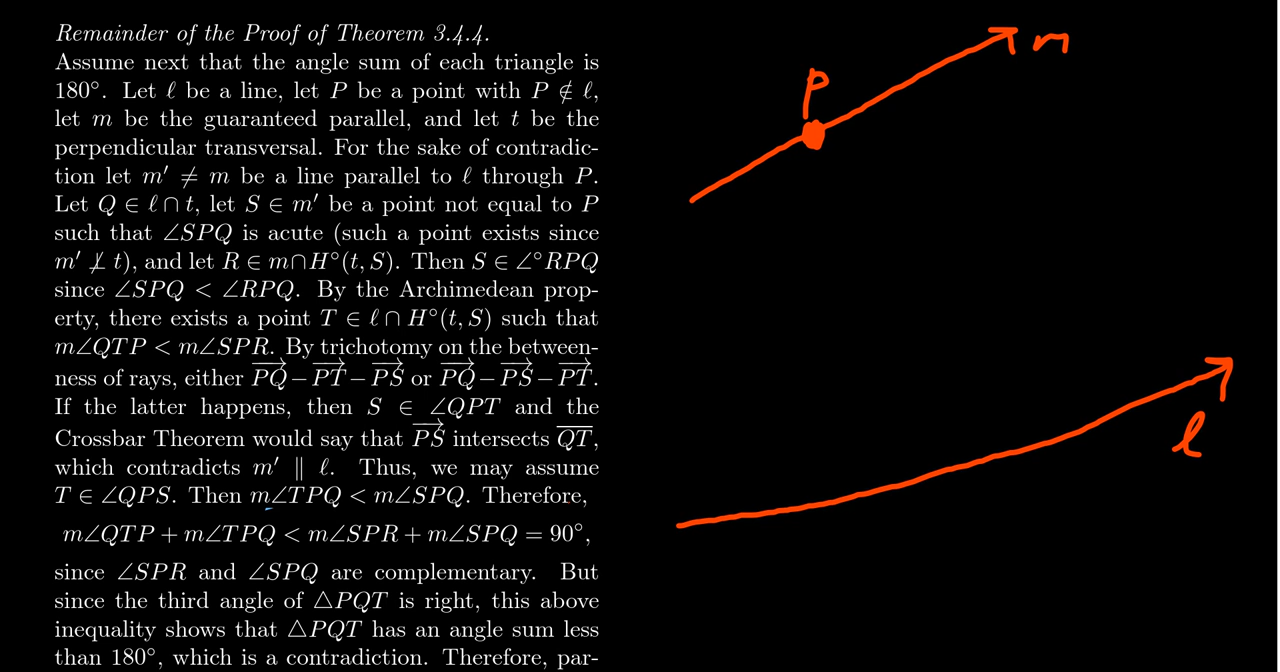 Remainder of the Proof of Theorem 3.4.4.
Assume next that the angle sum of each triangle is
180°. Let ℓ be a line, let P be a point with P ∉ ℓ,
let m be the guaranteed parallel, and let t be the
perpendicular transversal. For the sake of contradic-
tion let m′ ≠ m be a line parallel to ℓ through P.
Let Q ∈ ℓ ∩ t, let S ∈ m′ be a point not equal to P
such that ∠SPQ is acute (such a point exists since
m′ ⊥̸ t), and let R ∈ m∩H°(t, S). Then S ∈ ∠°RPQ
since ∠SPQ < ∠RPQ. By the Archimedean prop-
erty, there exists a point T ∈ ℓ ∩ H°(t, S) such that
m∠QTP < m∠SPR. By trichotomy on the between-
ness of rays, either P⃗Q⃗ – P⃗T⃗ – P⃗S⃗ or P⃗Q⃗ – P⃗S⃗ – P⃗T⃗.
If the latter happens, then S ∈ ∠QPT and the
Crossbar Theorem would say that P⃗S⃗ intersects Q̅T̅,
which contradicts m′ ∥ ℓ. Thus, we may assume
T ∈ ∠QPS. Then m∠TPQ < m∠SPQ. Therefore,
m∠QTP + m∠TPQ < m∠SPR + m∠SPQ = 90°,
since ∠SPR and ∠SPQ are complementary. But
since the third angle of △PQT is right, this above
inequality shows that △PQT has an angle sum less
than 180°, which is a contradiction. Therefore, par-
m
P
ℓ